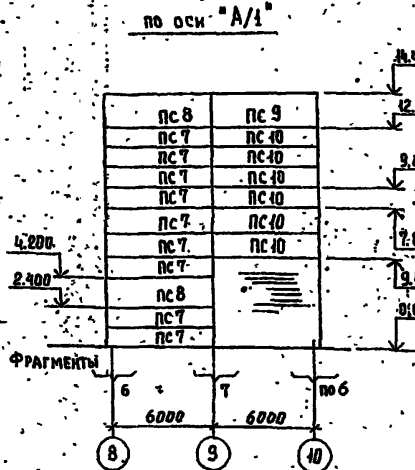 по оси "А/1"
ПС 8 ПС 9
ПС 7 ПС 10
ПС 7 ПС 10
ПС 7 ПС 10
ПС 7 ПС 10
ПС 7 ПС 10
ПС 7 ПС 10
4.200
ПС 7
2.400
ПС 8
ПС 7
ПС 7
ФРАГМЕНТЫ
6 7 по 6
6000 6000
8 9 10